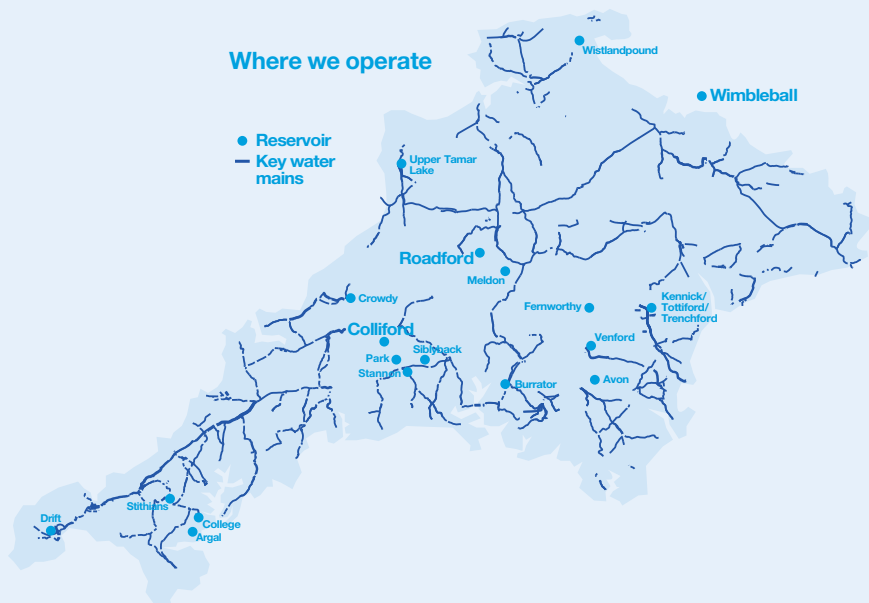 Where we operate
Wistlandpound
Wimbleball
Reservoir
Key water
mains
Upper Tamar
Lake
Roadford
Meldon
Crowdy
Fernworthy
Kennick/
Tottiford/
Trenchford
Colliford
Siblyback
Park
Stannon
Venford
Avon
Burrator
Stithians
Drift
College
Argal